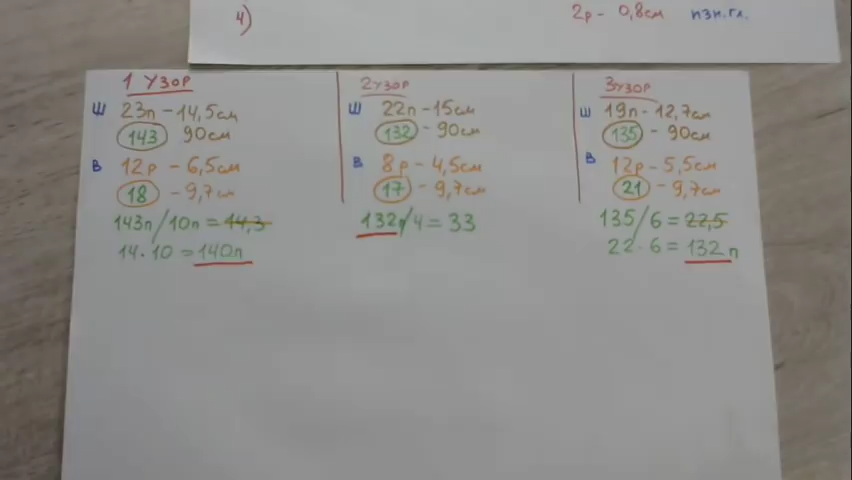 4)
2р - 0,8см изн.гл.
1 УЗОР
Ш 23п - 14,5см
143 90см
В 12р - 6,5см
18 - 9,7см
143п/10п = 14,3
14·10 = 140п
2 УЗОР
Ш 22п - 15см
132 - 90см
В 8р - 4,5см
17 - 9,7см
132п/4 = 33
3 УЗОР
Ш 19п - 12,7см
135 - 90см
В 12р - 5,5см
21 - 9,7см
135/6 = 22,5
22·6 = 132п